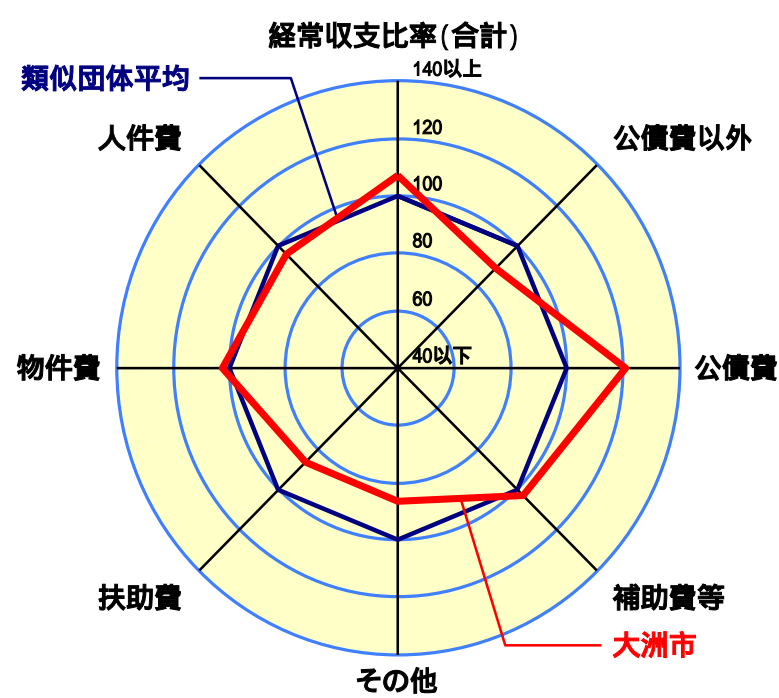 経常収支比率(合計)
140以上
類似団体平均
120
人件費
公債費以外
100
80
60
40以下
物件費
公債費
扶助費
補助費等
大洲市
その他